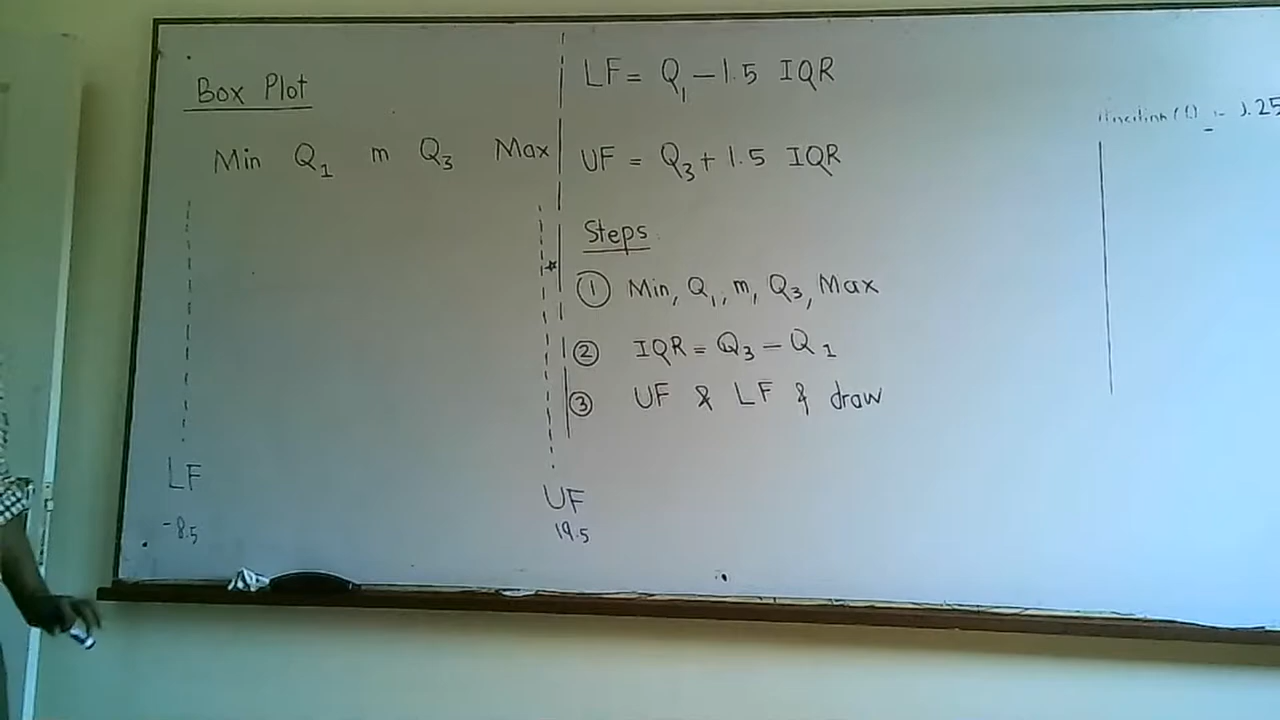 Box Plot
Min Q1 m Q3 Max
LF
-8.5
UF
19.5
LF = Q1 - 1.5 IQR
UF = Q3 + 1.5 IQR
Steps
① Min, Q1, m, Q3, Max
② IQR = Q3 - Q1
③ UF & LF & draw